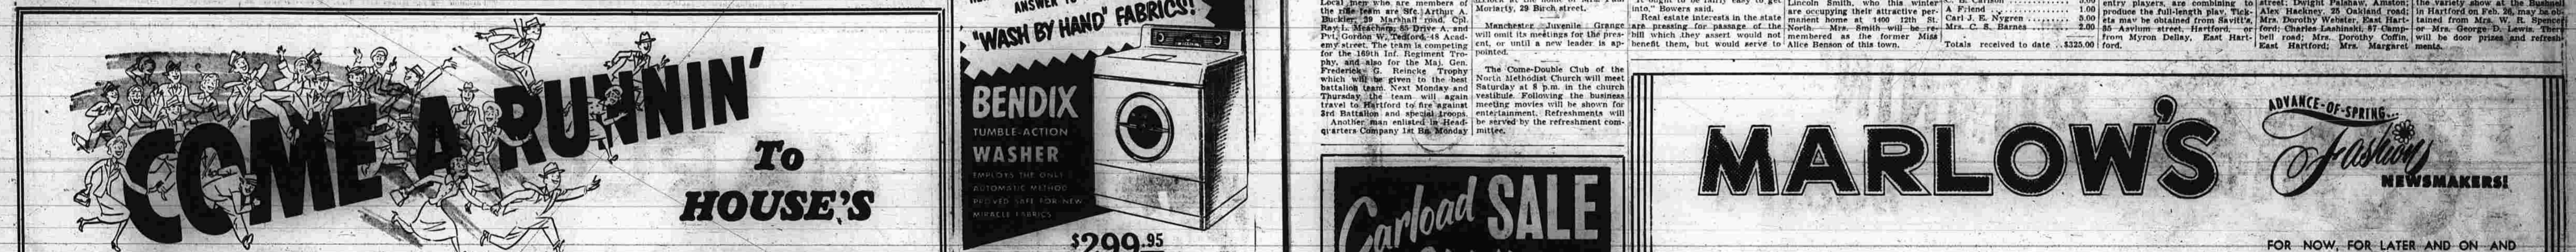 COME A RUNNIN'
To
HOUSE'S
ANSWER TO
"WASH BY HAND" FABRICS!
BENDIX
TUMBLE-ACTION
WASHER
EMPLOYS THE ONLY
AUTOMATIC METHOD
PROVED SAFE FOR NEW
MIRACLE FABRICS
$299.95
Local men who are members of
the rifle team are Sfc. Arthur A.
Buckler, 29 Marshall road, Cpl.
Ray L. 85 Drive A, and
Pvt. Gordon W. Tedford, 48 Acad-
emy street. The team is competing
for the 169th Inf. Regiment Tro-
phy, and also for the Maj. Gen.
Frederick G. Reincke Trophy
which will be given to the best
battalion team. Next Monday and
Thursday the team will again
travel to Hartford to fire against
3rd Battalion and special troops.
Another man enlisted in Head-
quarters Company 1st Bn. Monday
Moriarty, 29 Birch street.
Manchester Juvenile Grange
will omit its meetings for the pres-
ent, or until a new leader is ap-
pointed.
The Come-Double Club of the
North Methodist Church will meet
Saturday at 8 p.m. in the church
vestibule. Following the business
meeting movies will be shown for
entertainment. Refreshments will
be served by the refreshment com-
mittee.
into," Bowers said.
Real estate interests in the state
are pressing for passage of the
bill which they assert would not
benefit them, but would serve to
Lincoln Smith, who this winter
are occupying their attractive per-
manent home at 1400 12th St.
North. Mrs. Smith will be re-
membered as the former Miss
Alice Benson of this town.
A Friend 1.00
Carl J. E. Nygren 5.00
Mrs. C. S. Barnes 2.00
Totals received to date ..$325.00
entry players, are combining to
produce the full-length play. Tick-
ets may be obtained from Savitt's,
35 Asylum street, Hartford, or
from Myron Dellay, East Hart-
ford.
street; Dwight Palshaw, Amston;
Alex Hackney, 25 Oakland road;
Mrs. Dorothy Webster, East Hart-
ford; Charles Lashinski, 87 Camp-
bell road; Mrs. Dorothy Coffin,
East Hartford; Mrs. Margaret
the variety show at the Bushnell
in Hartford on Feb. 26, may be ob-
tained from Mrs. W. R. Spencer
or Mrs. George D. Lewis. There
will be door prizes and refresh-
ments.
Carload SALE
MARLOW'S
ADVANCE-OF-SPRING...
Fashion
NEWSMAKERS!
FOR NOW, FOR LATER AND ON AND